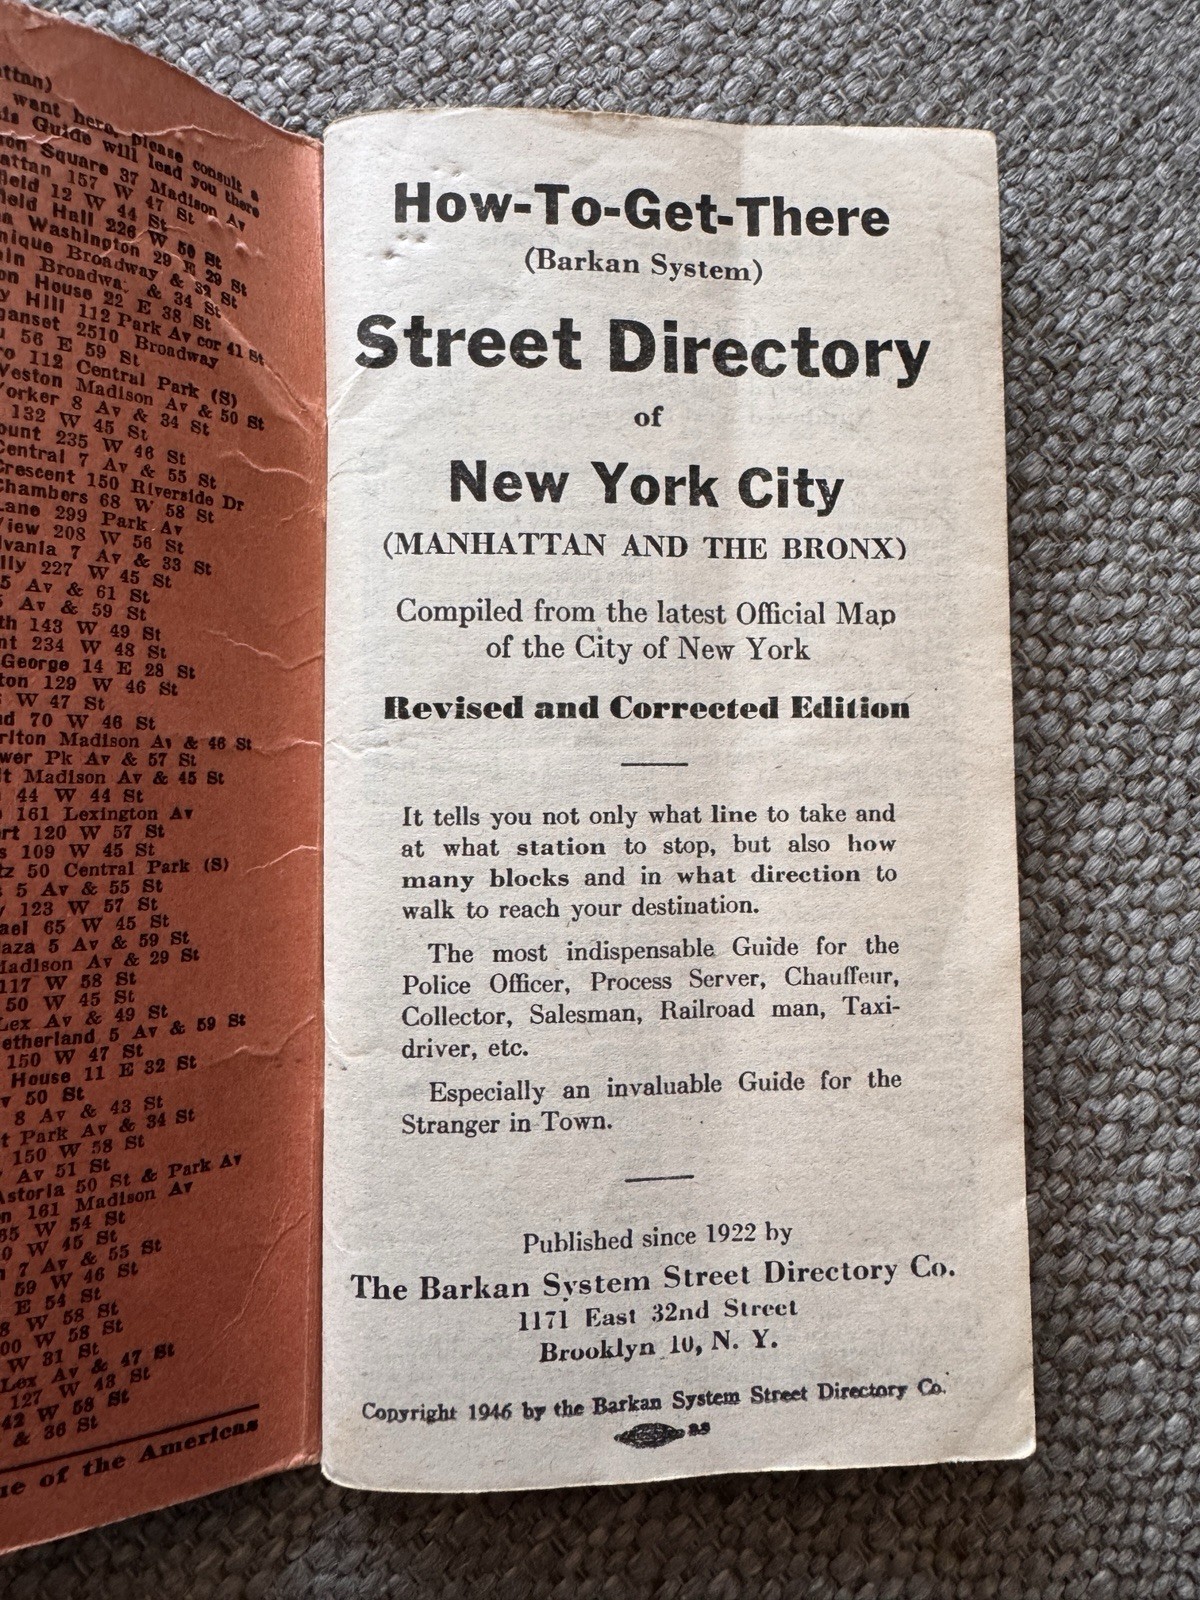 want here, please consult a
Guide will lead you there
Square 37 Madison Av
157 W 47 St
12 W 44 St
Hall 226 W 50 St
Washington 29 E 29 St
Broadway & 32 St
Broadway & 34 St
House 22 E 38 St
Hill 112 Park Av cor 41 St
2510 Broadway
56 E 59 St
112 Central Park (S)
Weston Madison Av & 50 St
Yorker 8 Av & 34 St
132 W 45 St
235 W 46 St
Central 7 Av & 55 St
Crescent 150 Riverside Dr
Chambers 68 W 58 St
Lane 299 Park Av
View 208 W 56 St
7 Av & 33 St
227 W 45 St
5 Av & 61 St
Av & 59 St
143 W 49 St
234 W 48 St
George 14 E 28 St
129 W 46 St
W 47 St
70 W 46 St
Madison Av & 46 St
Pk Av & 57 St
Madison Av & 45 St
44 W 44 St
161 Lexington Av
120 W 57 St
109 W 45 St
50 Central Park (S)
5 Av & 55 St
123 W 57 St
65 W 45 St
5 Av & 59 St
Madison Av & 29 St
117 W 58 St
50 W 45 St
Lex Av & 49 St
5 Av & 59 St
150 W 47 St
House 11 E 32 St
50 St
8 Av & 43 St
Park Av & 34 St
150 W 58 St
Av 51 St
Astoria 50 St & Park Av
161 Madison Av
W 54 St
W 45 St
7 Av & 55 St
59 W 46 St
E 54 St
W 58 St
W 58 St
W 31 St
Lex Av & 47 St
127 W 43 St
W 58 St
& 36 St
of the Americas
How-To-Get-There
(Barkan System)
Street Directory
of
New York City
(MANHATTAN AND THE BRONX)
Compiled from the latest Official Map
of the City of New York
Revised and Corrected Edition
It tells you not only what line to take and
at what station to stop, but also how
many blocks and in what direction to
walk to reach your destination.
The most indispensable Guide for the
Police Officer, Process Server, Chauffeur,
Collector, Salesman, Railroad man, Taxi-
driver, etc.
Especially an invaluable Guide for the
Stranger in Town.
Published since 1922 by
The Barkan System Street Directory Co.
1171 East 32nd Street
Brooklyn 10, N. Y.
Copyright 1946 by the Barkan System Street Directory Co.